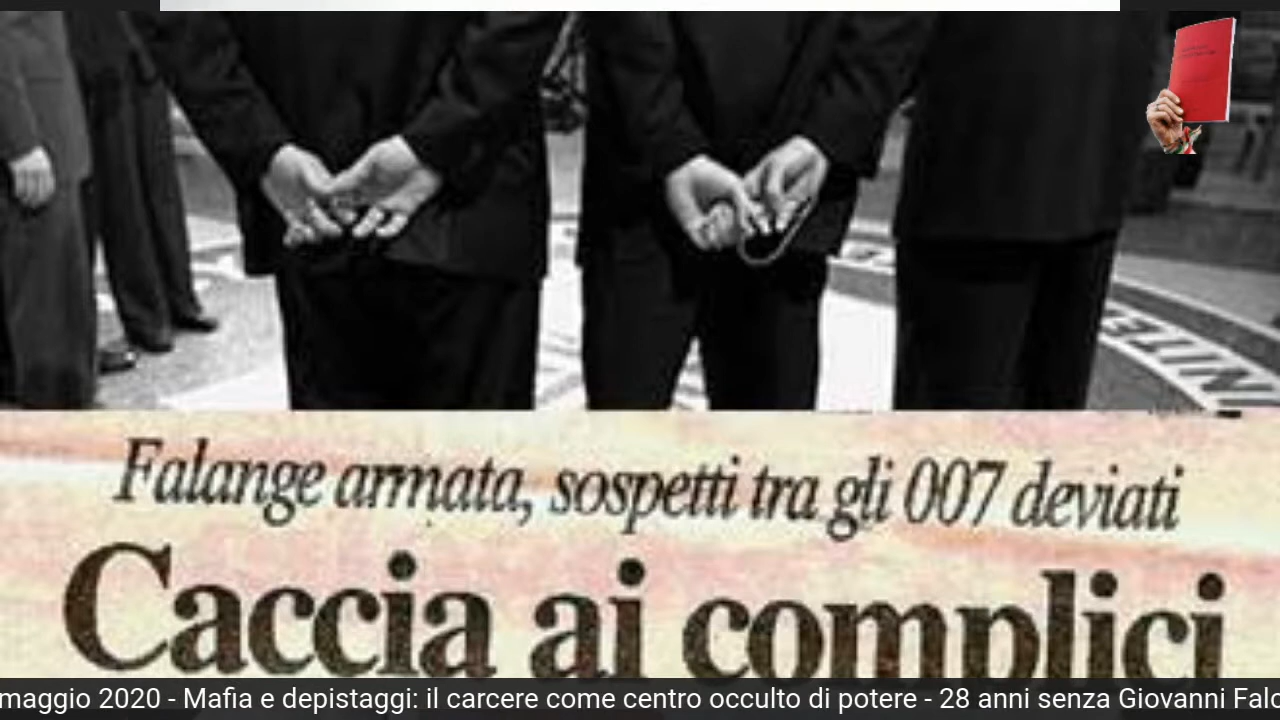 Falange armata, sospetti tra gli 007 deviati
Caccia ai complici
maggio 2020 - Mafia e depistaggi: il carcere come centro occulto di potere - 28 anni senza Giovanni Falc